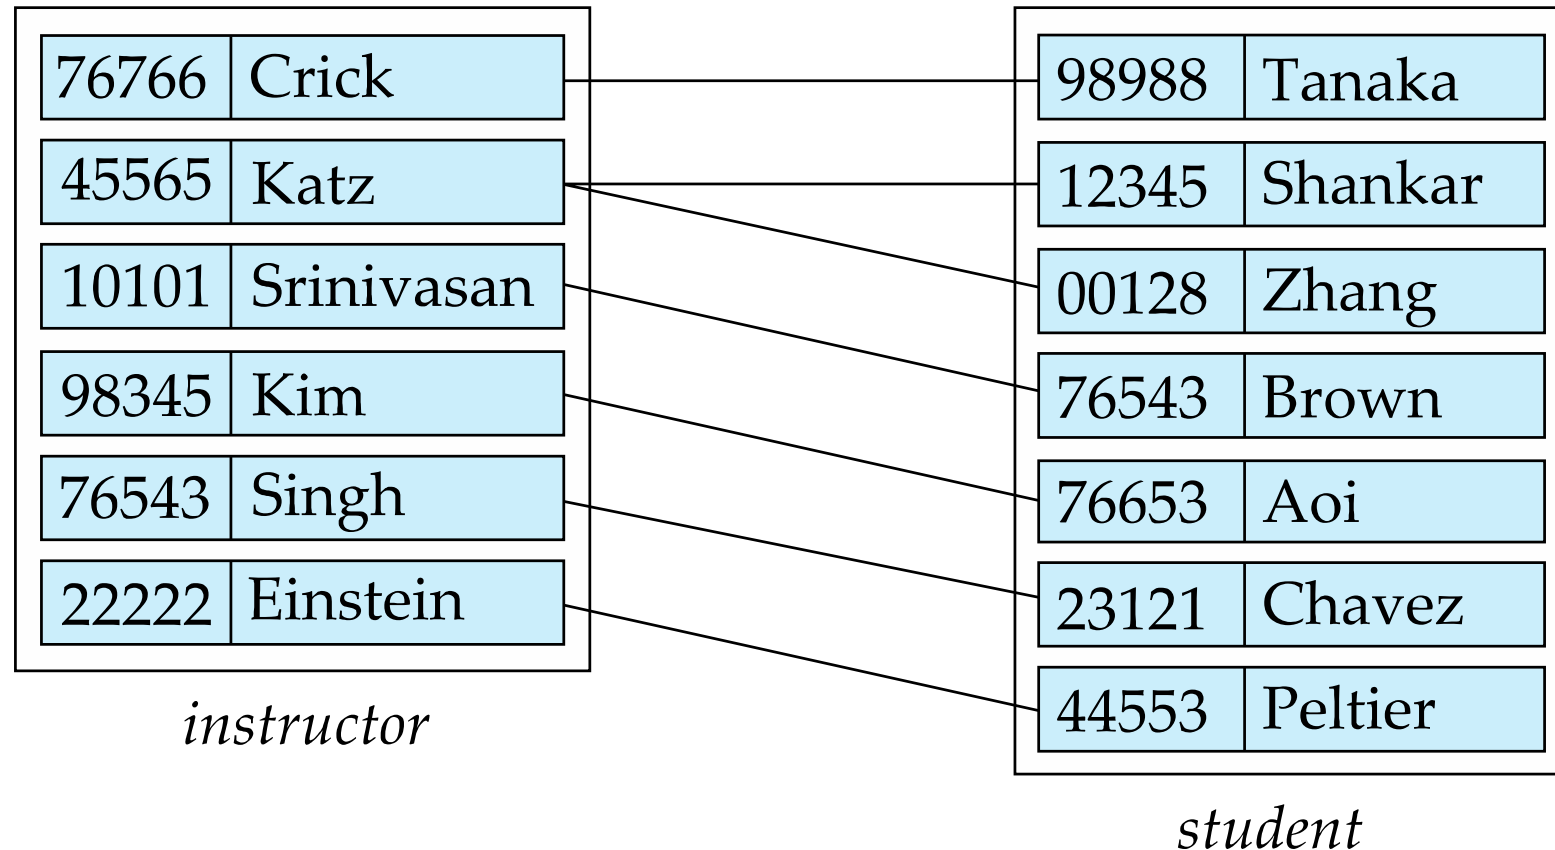 76766 Crick
45565 Katz
10101 Srinivasan
98345 Kim
76543 Singh
22222 Einstein
instructor
98988 Tanaka
12345 Shankar
00128 Zhang
76543 Brown
76653 Aoi
23121 Chavez
44553 Peltier
student